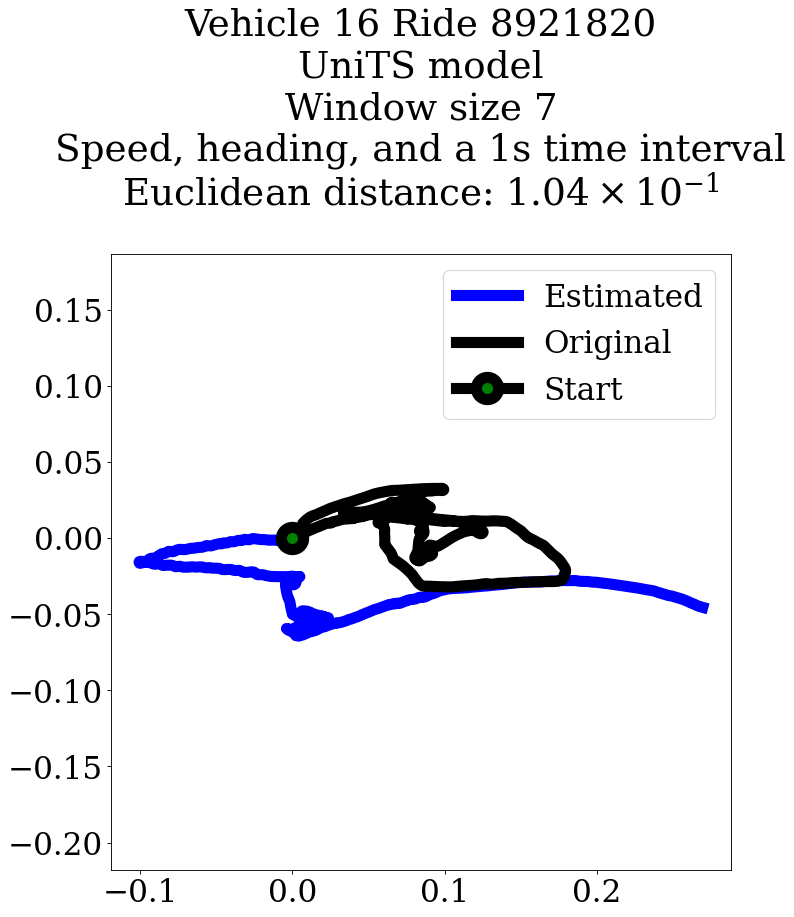 Vehicle 16 Ride 8921820
UniTS model
Window size 7
Speed, heading, and a 1s time interval
Euclidean distance: 1.04 × 10⁻¹
Estimated
Original
Start
0.15
0.10
0.05
0.00
−0.05
−0.10
−0.15
−0.20
−0.1 0.0 0.1 0.2